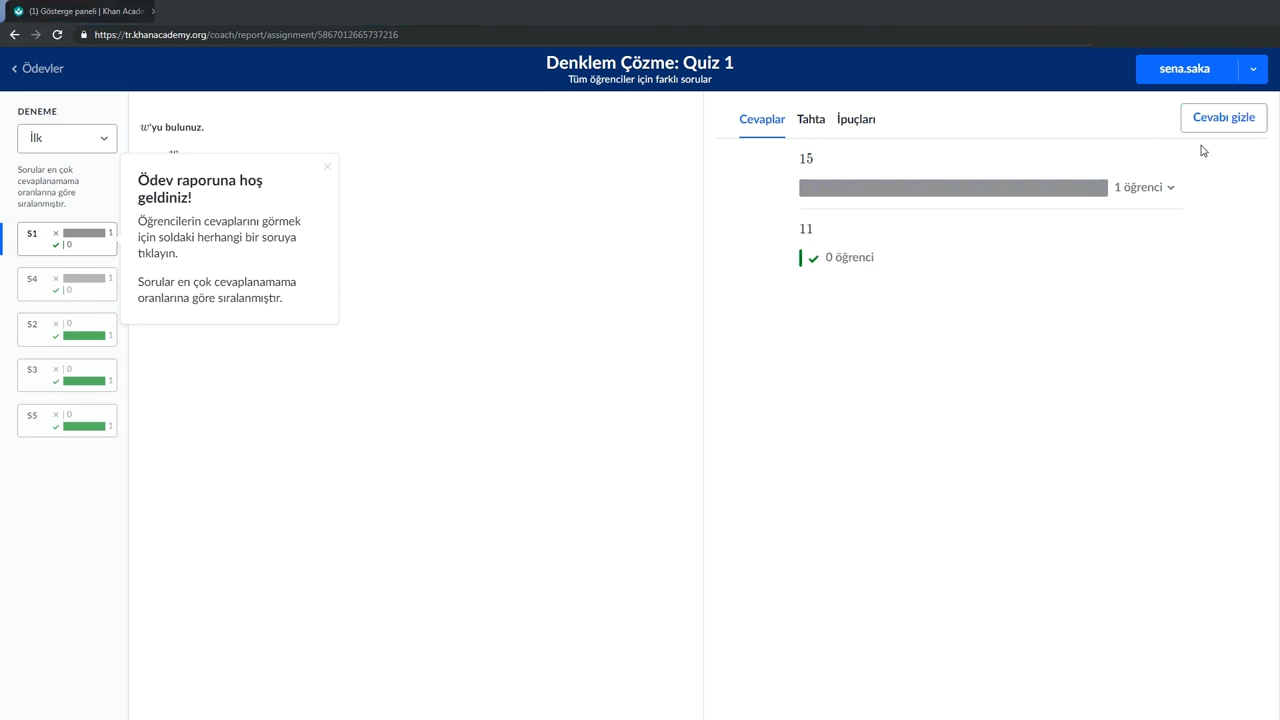 (1) Gösterge paneli | Khan Acade
https://tr.khanacademy.org/coach/report/assignment/5867012665737216
Ödevler
Denklem Çözme: Quiz 1
Tüm öğrenciler için farklı sorular
sena.saka
DENEME
İlk
Sorular en çok
cevaplanamama
oranlarına göre
sıralanmıştır.
S1
1
0
S4
1
0
S2
0
1
S3
0
1
S5
0
1
w'yu bulunuz.
Ödev raporuna hoş
geldiniz!
Öğrencilerin cevaplarını görmek
için soldaki herhangi bir soruya
tıklayın.
Sorular en çok cevaplanamama
oranlarına göre sıralanmıştır.
Cevaplar Tahta İpuçları
Cevabı gizle
15
1 öğrenci
11
0 öğrenci